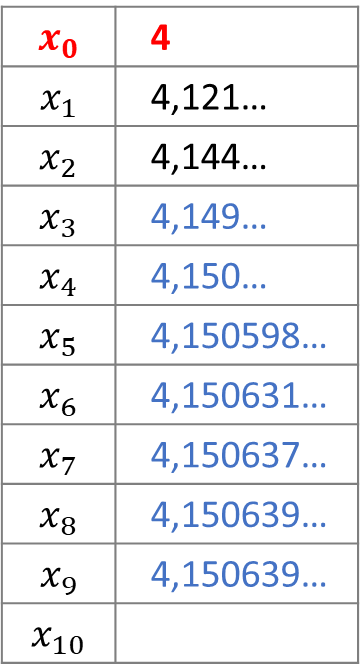 x₀ 4
x₁ 4,121...
x₂ 4,144...
x₃ 4,149...
x₄ 4,150...
x₅ 4,150598...
x₆ 4,150631...
x₇ 4,150637...
x₈ 4,150639...
x₉ 4,150639...
x₁₀